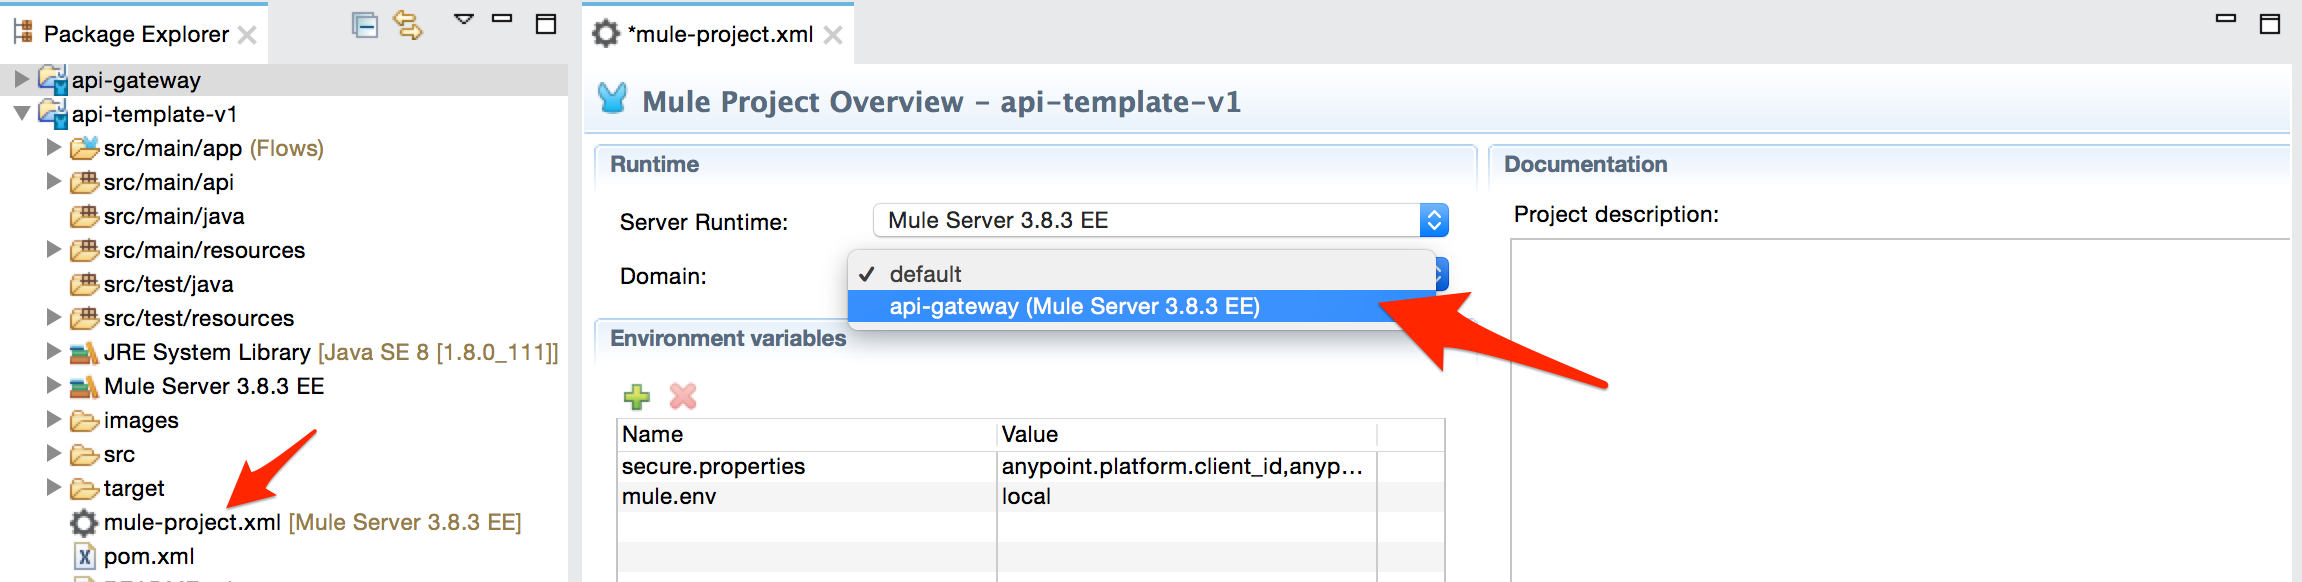 Package Explorer
api-gateway
api-template-v1
src/main/app (Flows)
src/main/api
src/main/java
src/main/resources
src/test/java
src/test/resources
JRE System Library [Java SE 8 [1.8.0_111]]
Mule Server 3.8.3 EE
images
src
target
mule-project.xml [Mule Server 3.8.3 EE]
pom.xml
*mule-project.xml
Mule Project Overview - api-template-v1
Runtime
Server Runtime: Mule Server 3.8.3 EE
Domain:
✓ default
api-gateway (Mule Server 3.8.3 EE)
Environment variables
Name Value
secure.properties anypoint.platform.client_id,anyp...
mule.env local
Documentation
Project description: